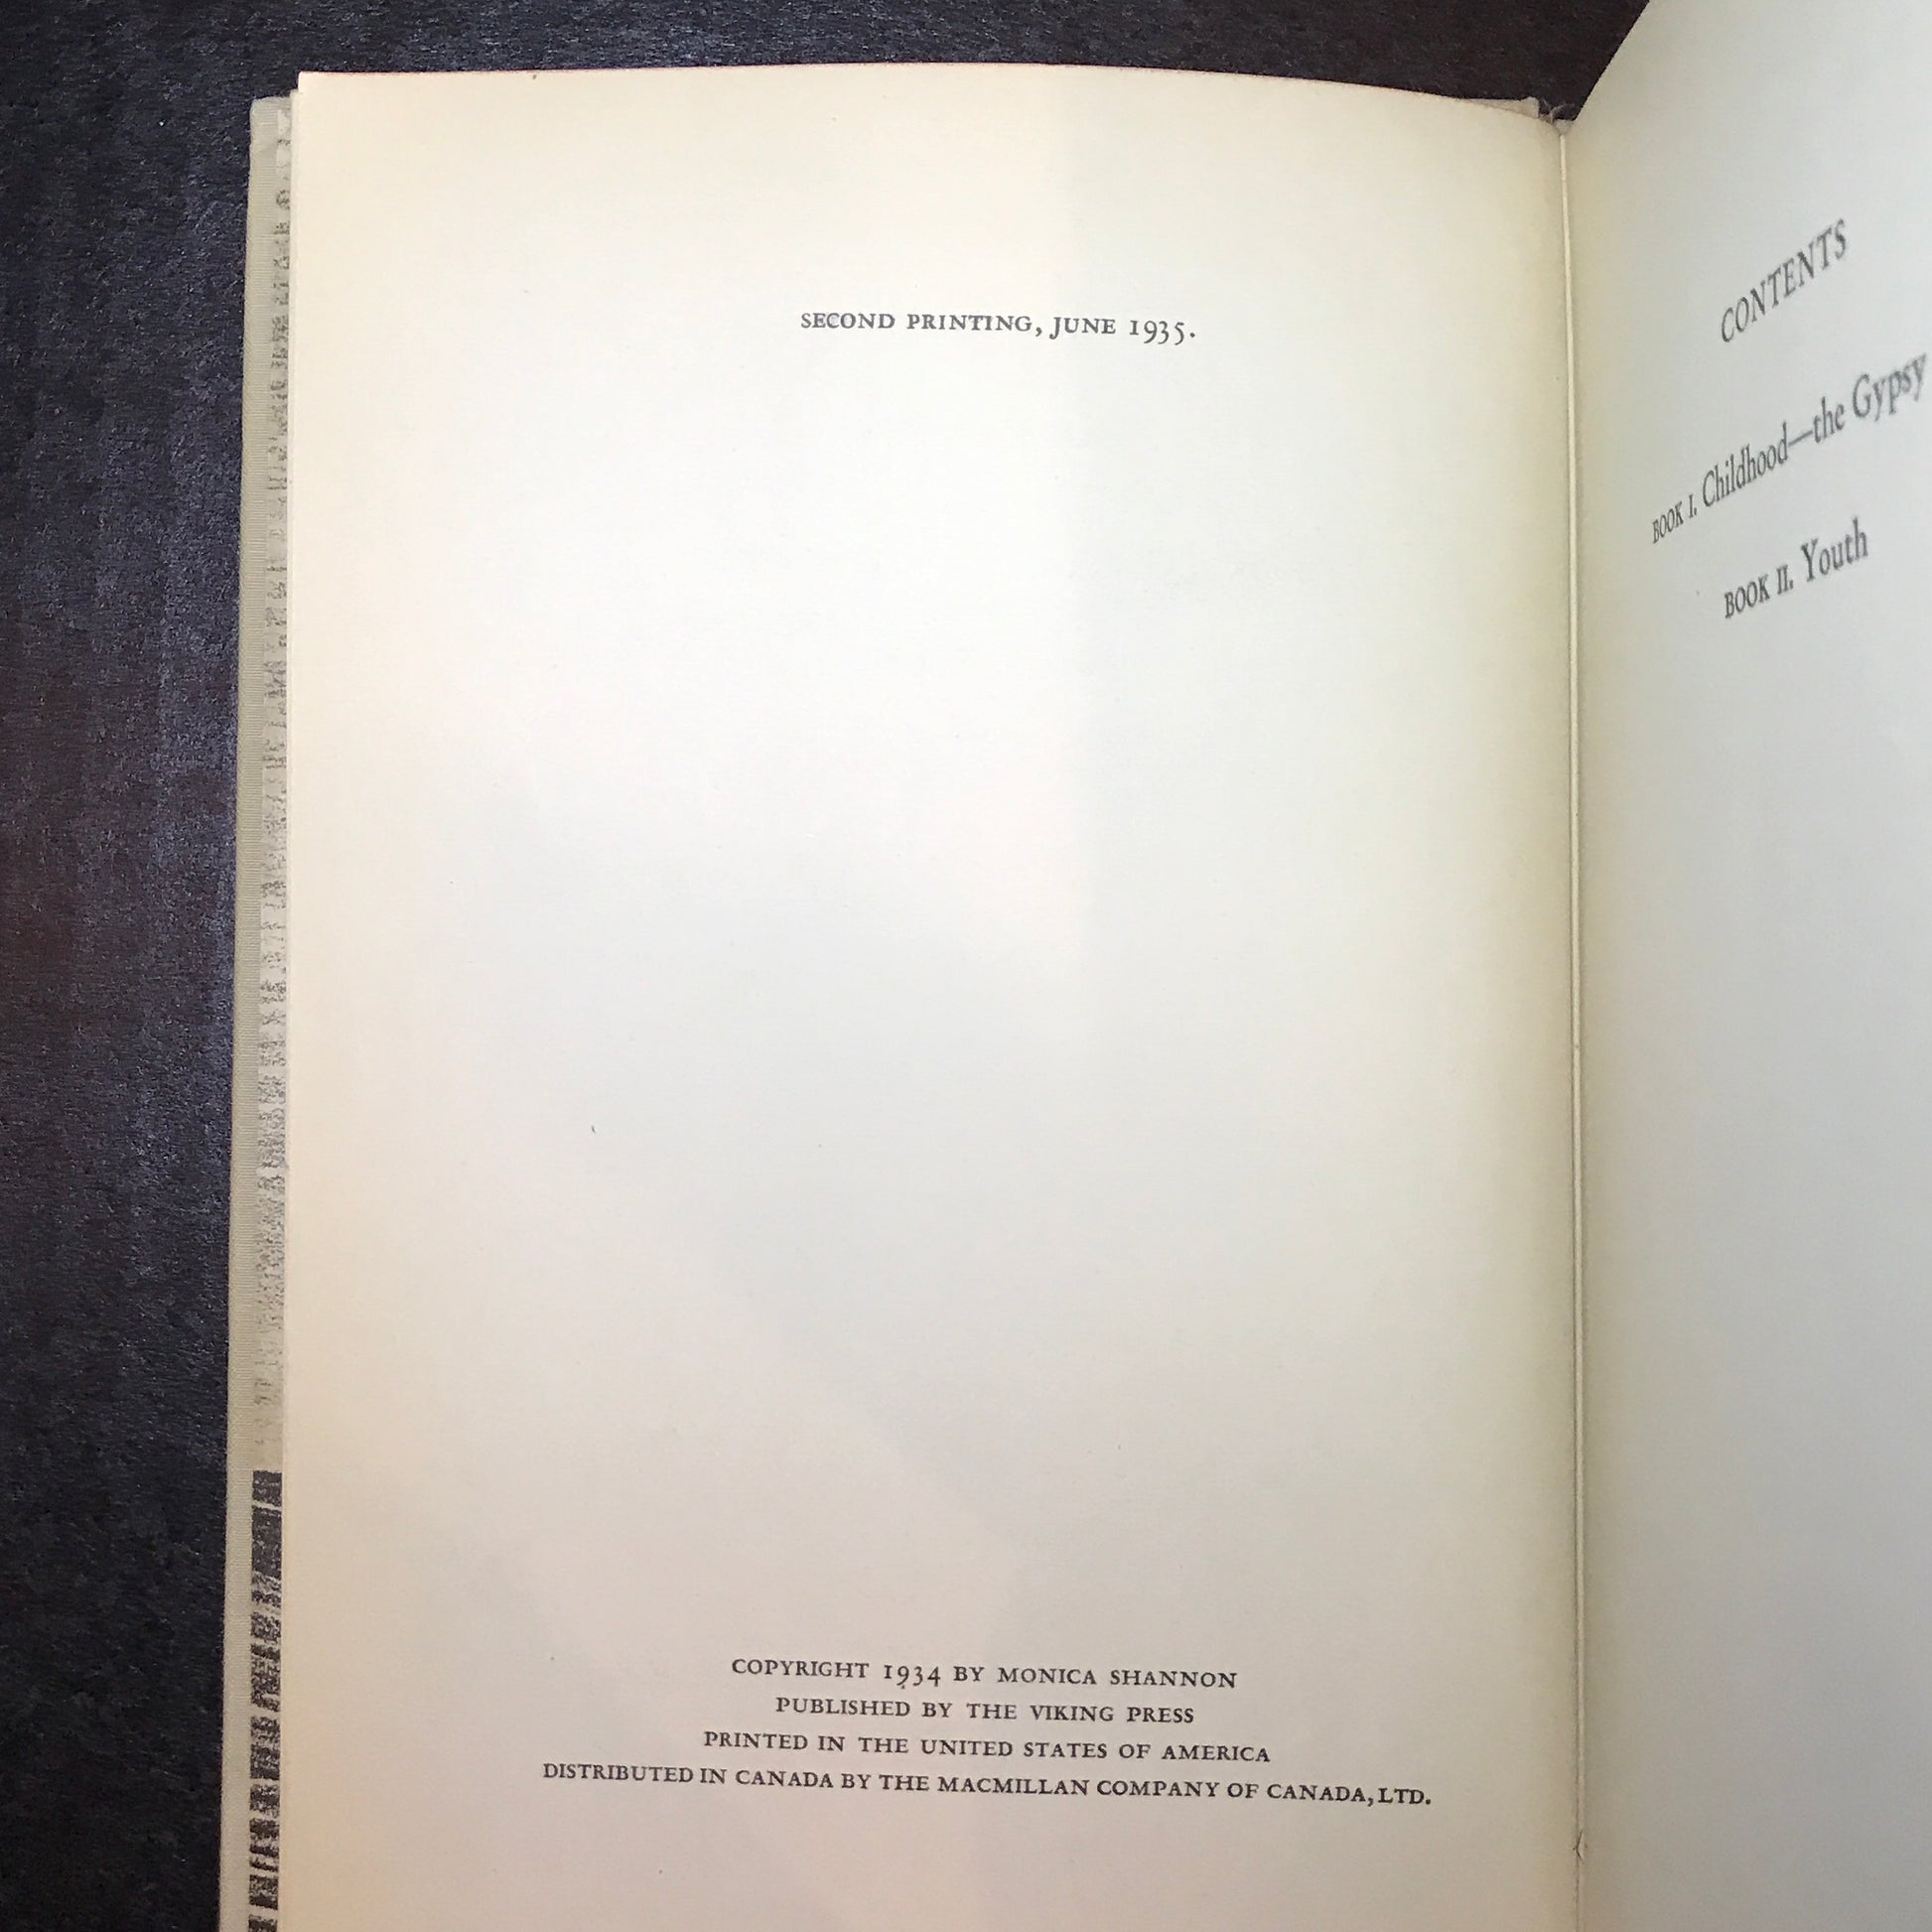 SECOND PRINTING, JUNE 1935.
COPYRIGHT 1934 BY MONICA SHANNON
PUBLISHED BY THE VIKING PRESS
PRINTED IN THE UNITED STATES OF AMERICA
DISTRIBUTED IN CANADA BY THE MACMILLAN COMPANY OF CANADA, LTD.
CONTENTS
BOOK I. Childhood—the Gypsy
BOOK II. Youth